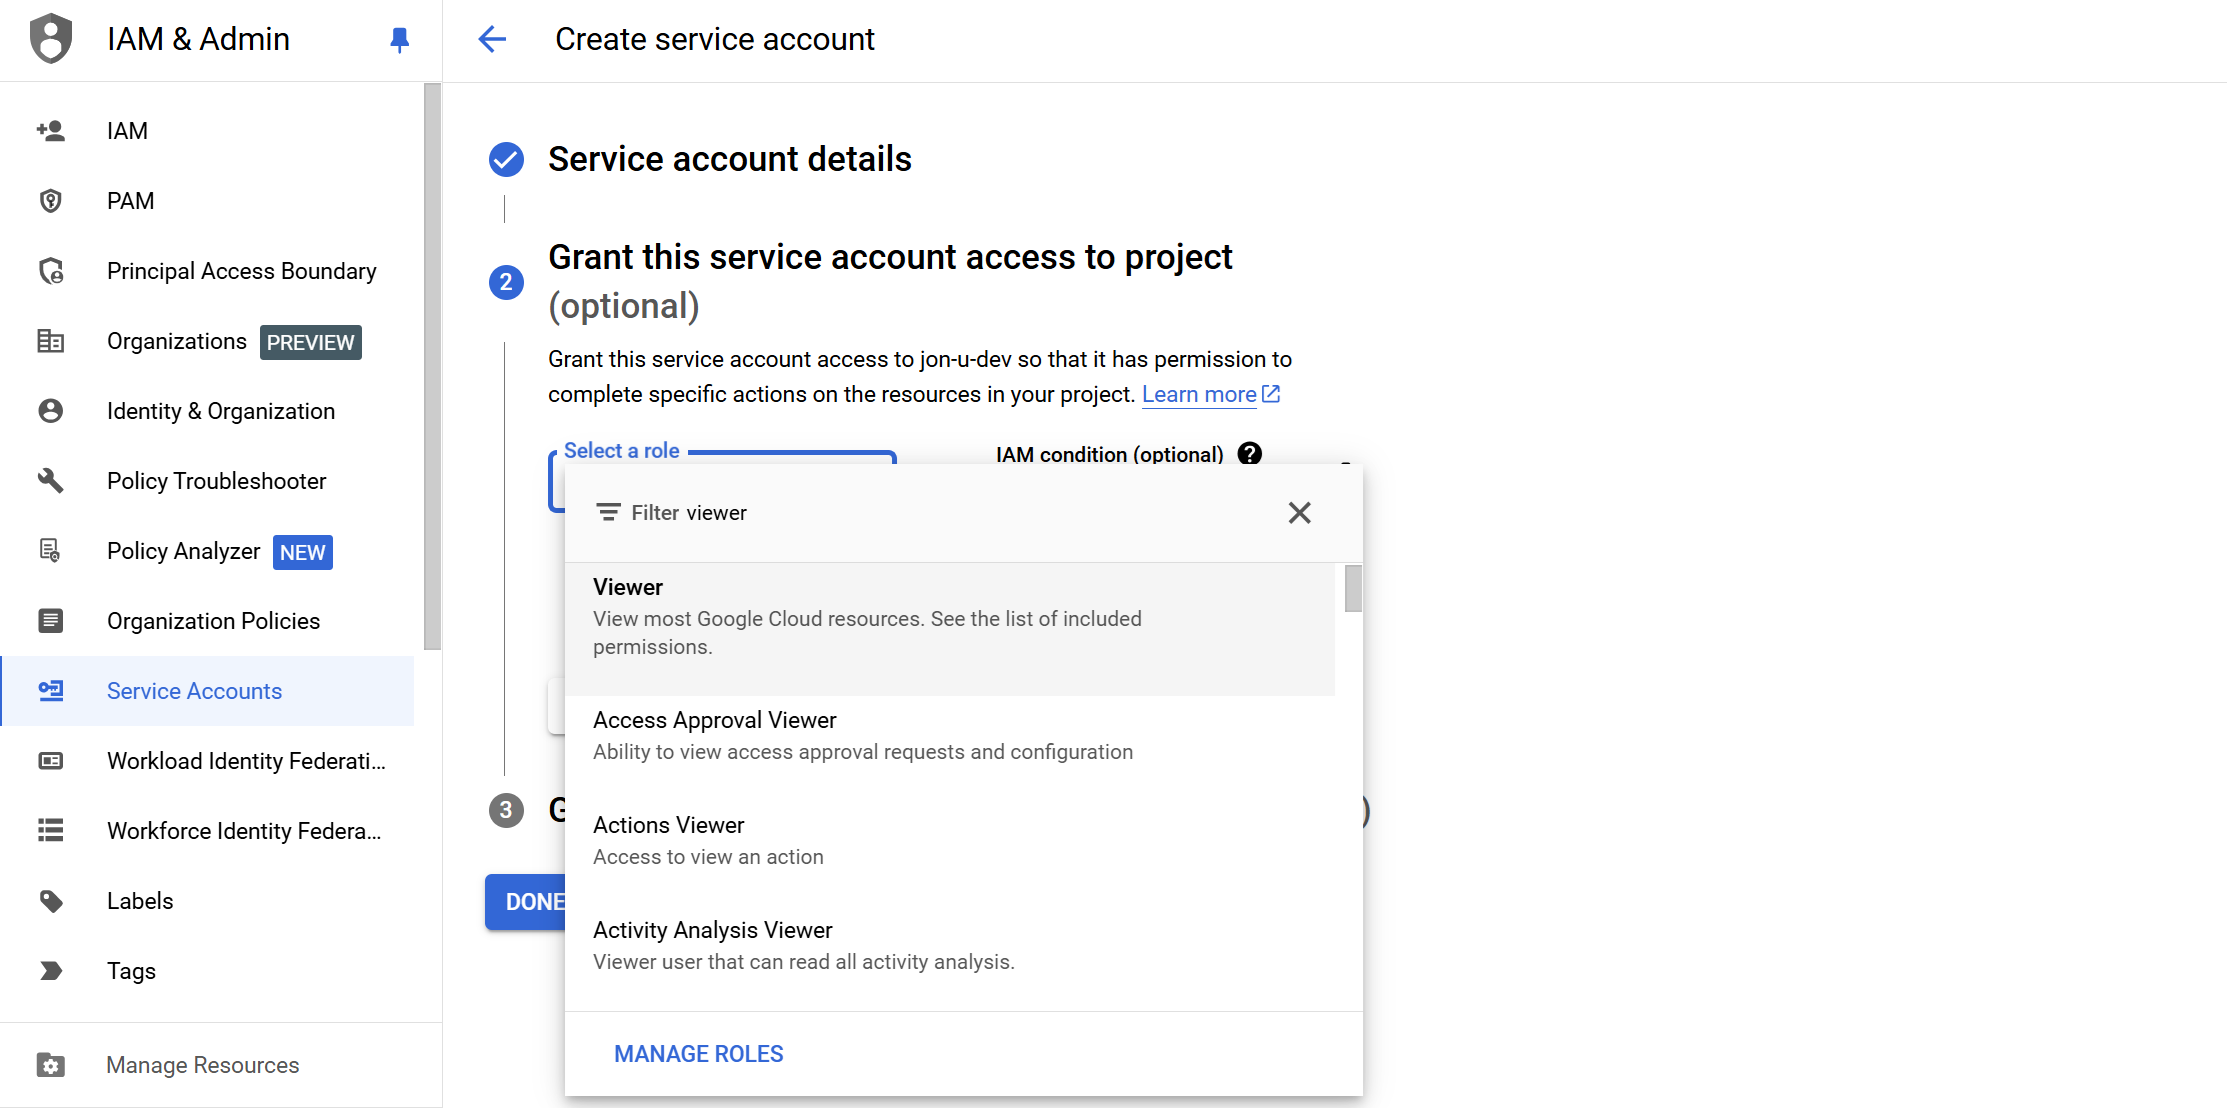 IAM & Admin
Create service account
IAM
PAM
Principal Access Boundary
Organizations PREVIEW
Identity & Organization
Policy Troubleshooter
Policy Analyzer NEW
Organization Policies
Service Accounts
Workload Identity Federati...
Workforce Identity Federa...
Labels
Tags
Manage Resources
Service account details
2
Grant this service account access to project
(optional)
Grant this service account access to jon-u-dev so that it has permission to
complete specific actions on the resources in your project. Learn more
Select a role
IAM condition (optional) ?
Filter viewer
Viewer
View most Google Cloud resources. See the list of included
permissions.
Access Approval Viewer
Ability to view access approval requests and configuration
Actions Viewer
Access to view an action
Activity Analysis Viewer
Viewer user that can read all activity analysis.
MANAGE ROLES
3 G )
DONE